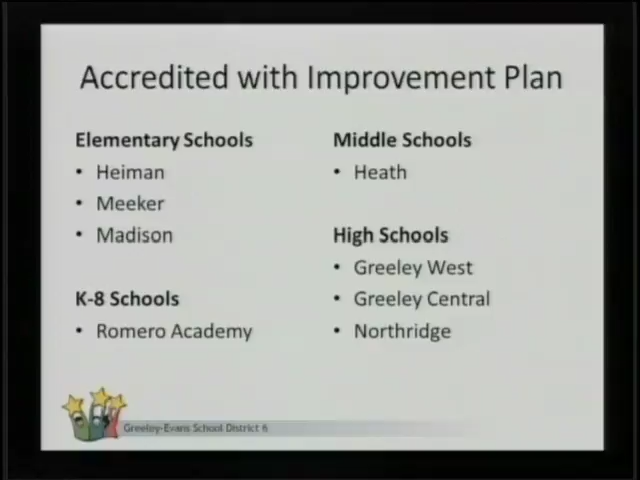 Accredited with Improvement Plan
Elementary Schools
• Heiman
• Meeker
• Madison
K-8 Schools
• Romero Academy
Middle Schools
• Heath
High Schools
• Greeley West
• Greeley Central
• Northridge
Greeley-Evans School District 6